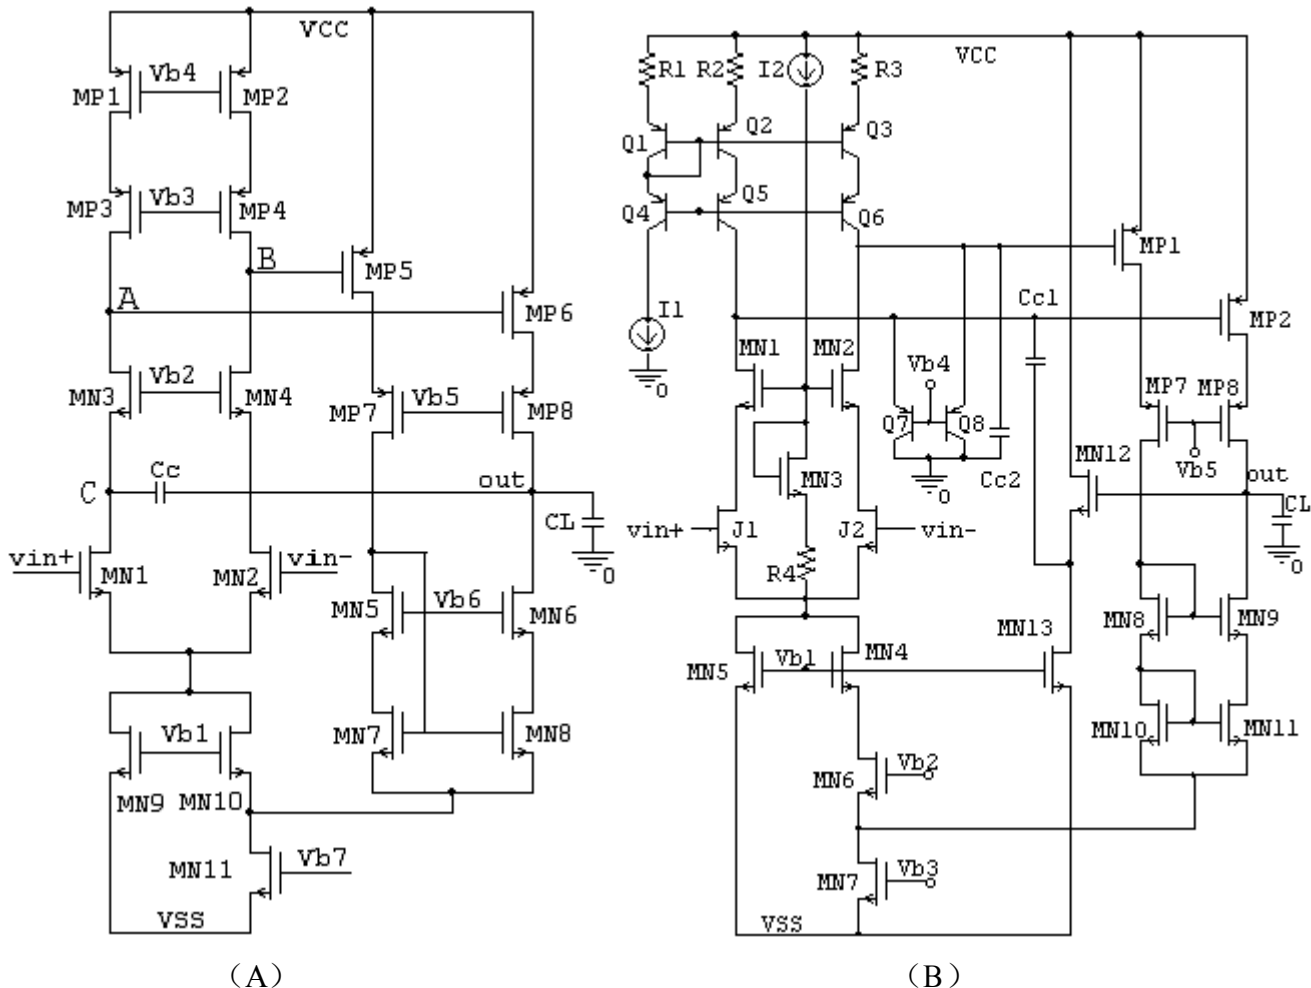 VCC
Vb4
MP1
MP2
MP3
Vb3
MP4
B
MP5
A
MP6
MN3
Vb2
MN4
MP7
Vb5
MP8
Cc
C
out
CL
0
vin+
MN1
MN2
vin-
MN5
Vb6
MN6
MN7
MN8
Vb1
MN9
MN10
MN11
Vb7
VSS
(A)
VCC
R1
R2
I2
R3
Q1
Q2
Q3
Q4
Q5
Q6
I1
0
MN1
MN2
MP1
Cc1
MP2
Vb4
Q7
Q8
0
Cc2
MP7
MP8
Vb5
MN12
out
CL
0
MN3
vin+
J1
J2
vin-
R4
MN8
MN9
MN13
MN5
Vb1
MN4
MN10
MN11
MN6
Vb2
MN7
Vb3
VSS
(B)